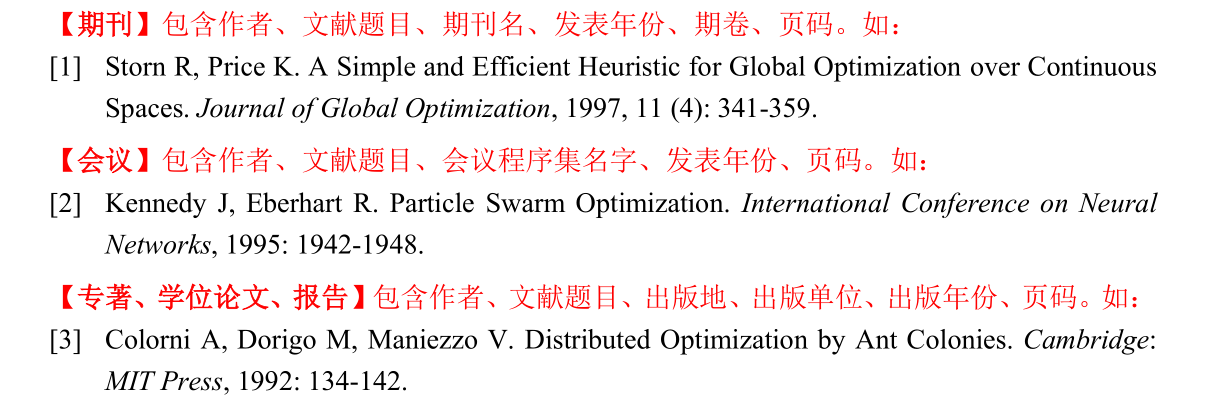 【期刊】包含作者、文献题目、期刊名、发表年份、期卷、页码。如：
[1] Storn R, Price K. A Simple and Efficient Heuristic for Global Optimization over Continuous
Spaces. Journal of Global Optimization, 1997, 11 (4): 341-359.
【会议】包含作者、文献题目、会议程序集名字、发表年份、页码。如：
[2] Kennedy J, Eberhart R. Particle Swarm Optimization. International Conference on Neural
Networks, 1995: 1942-1948.
【专著、学位论文、报告】包含作者、文献题目、出版地、出版单位、出版年份、页码。如：
[3] Colorni A, Dorigo M, Maniezzo V. Distributed Optimization by Ant Colonies. Cambridge:
MIT Press, 1992: 134-142.